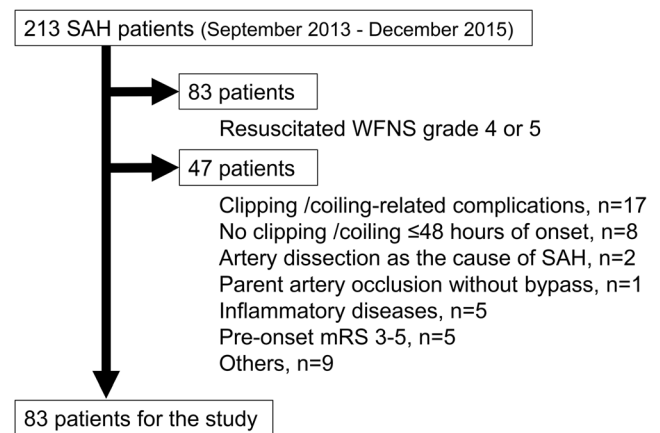 213 SAH patients (September 2013 - December 2015)
83 patients
Resuscitated WFNS grade 4 or 5
47 patients
Clipping /coiling-related complications, n=17
No clipping /coiling ≤48 hours of onset, n=8
Artery dissection as the cause of SAH, n=2
Parent artery occlusion without bypass, n=1
Inflammatory diseases, n=5
Pre-onset mRS 3-5, n=5
Others, n=9
83 patients for the study